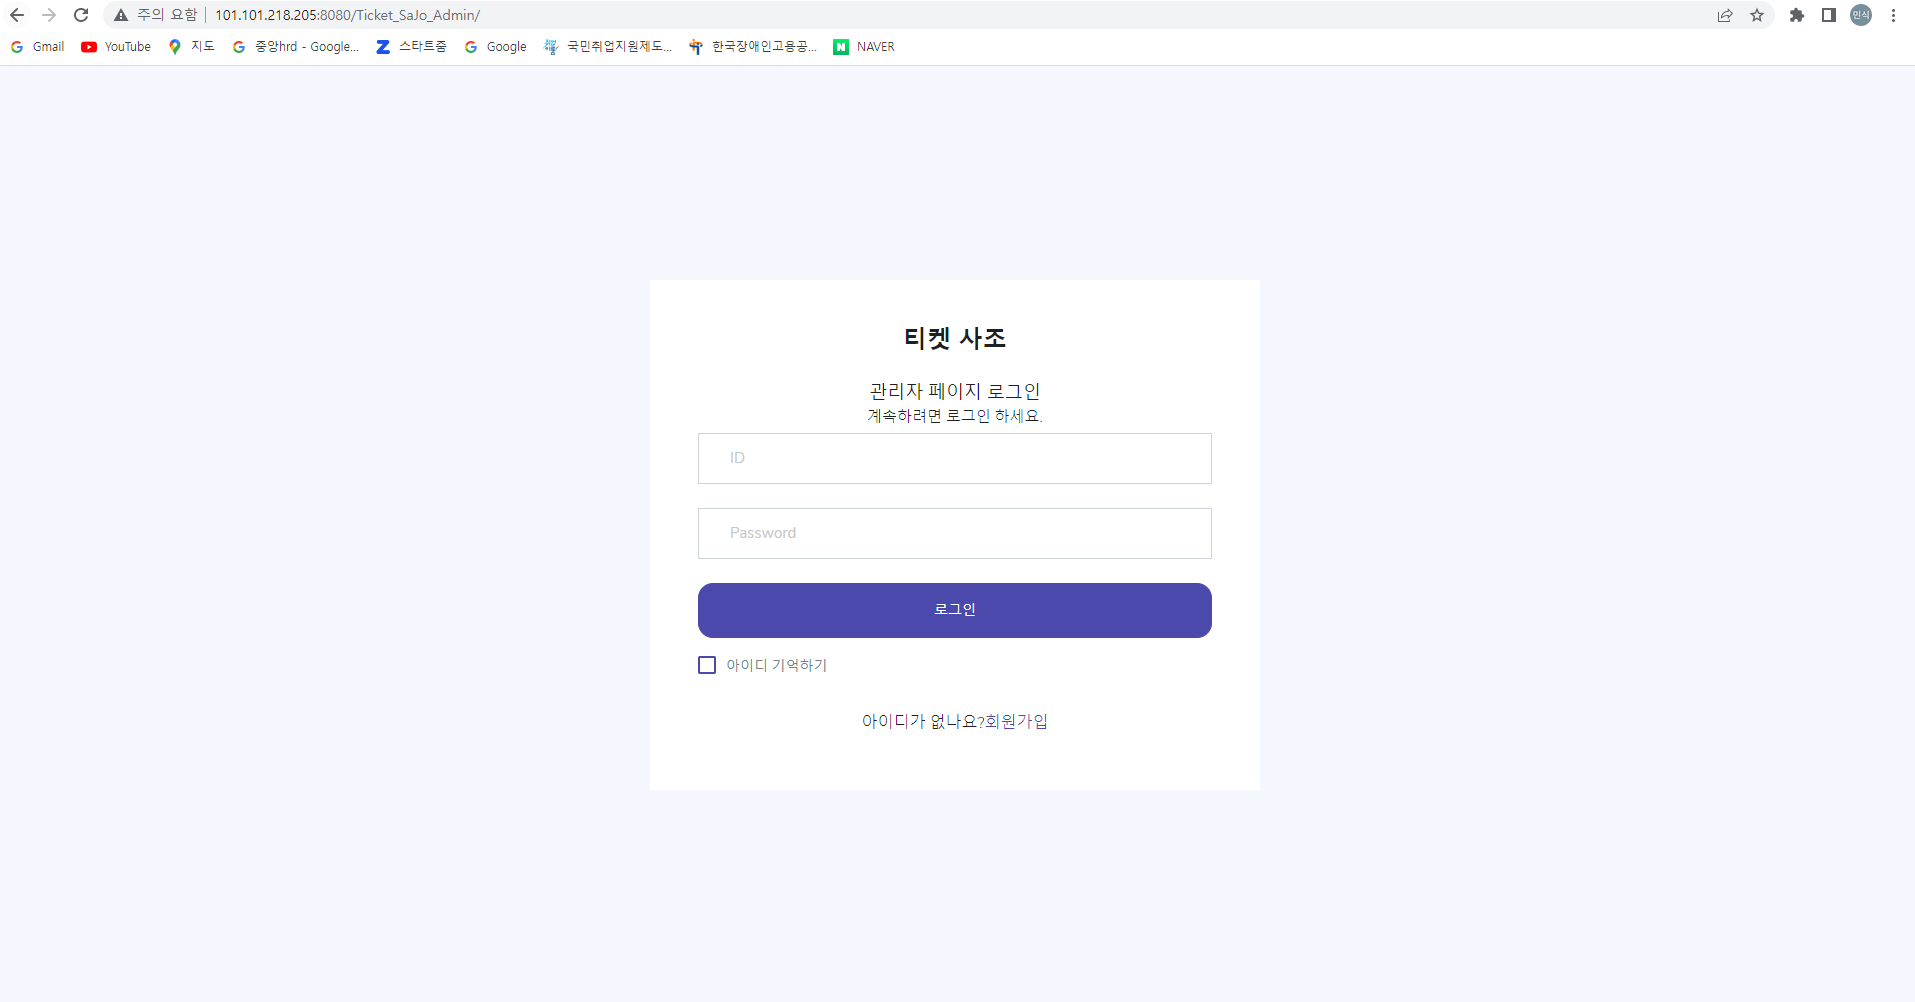 주의 요함 101.101.218.205:8080/Ticket_SaJo_Admin/ 민식
Gmail YouTube 지도 중앙hrd - Google... 스타트줌 Google 국민취업지원제도... 한국장애인고용공... NAVER
티켓 사조
관리자 페이지 로그인
계속하려면 로그인 하세요.
ID
Password
로그인
아이디 기억하기
아이디가 없나요?회원가입